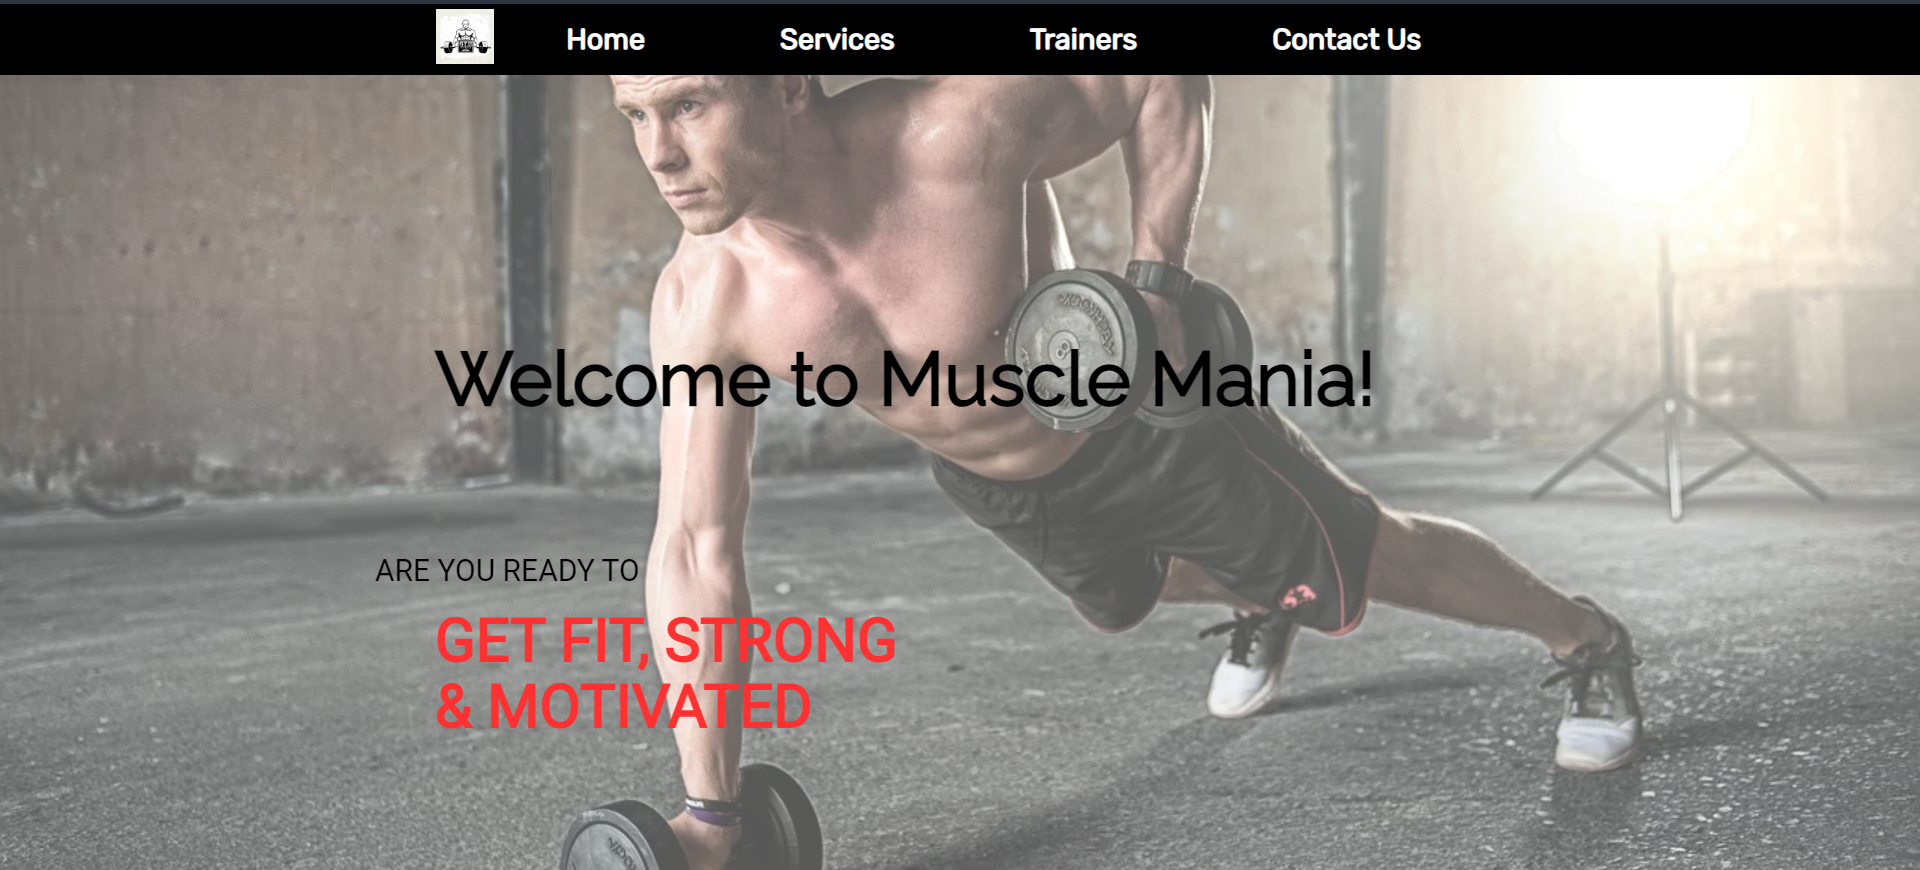 Home Services Trainers Contact Us
Welcome to Muscle Mania!
ARE YOU READY TO
GET FIT, STRONG
& MOTIVATED